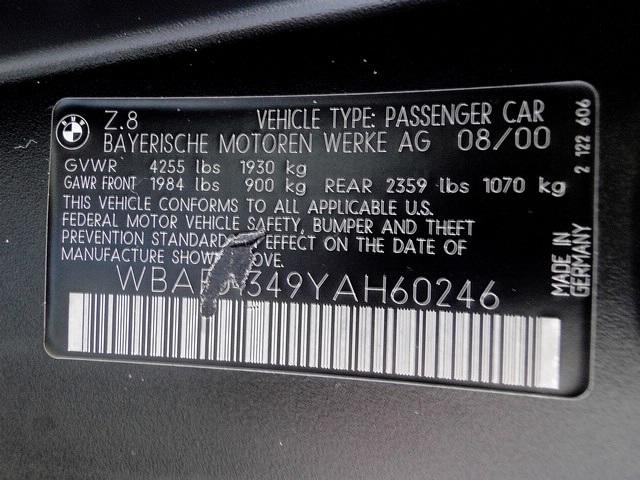 BMW
Z.8 VEHICLE TYPE: PASSENGER CAR
BAYERISCHE MOTOREN WERKE AG 08/00
GVWR 4255 lbs 1930 kg
GAWR FRONT 1984 lbs 900 kg REAR 2359 lbs 1070 kg
THIS VEHICLE CONFORMS TO ALL APPLICABLE U.S.
FEDERAL MOTOR VEHICLE SAFETY, BUMPER AND THEFT
PREVENTION EFFECT ON THE DATE OF
MANUFACTURE
2 122 606
MADE IN
GERMANY